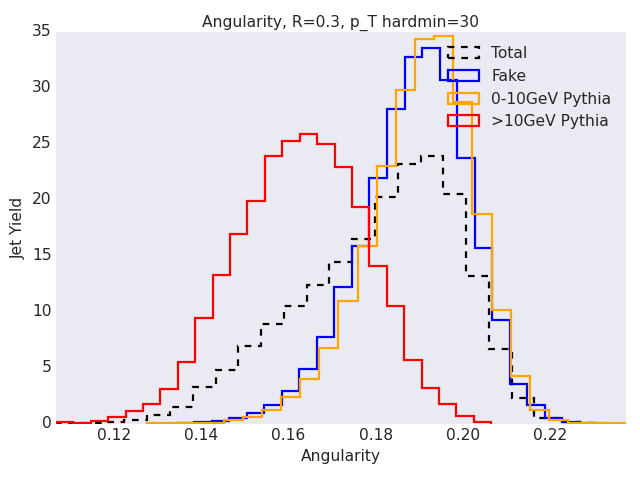 Angularity, R=0.3, p_T hardmin=30
35
30
25
20
15
10
5
0
Jet Yield
Total
Fake
0-10GeV Pythia
>10GeV Pythia
0.12
0.14
0.16
0.18
0.20
0.22
Angularity